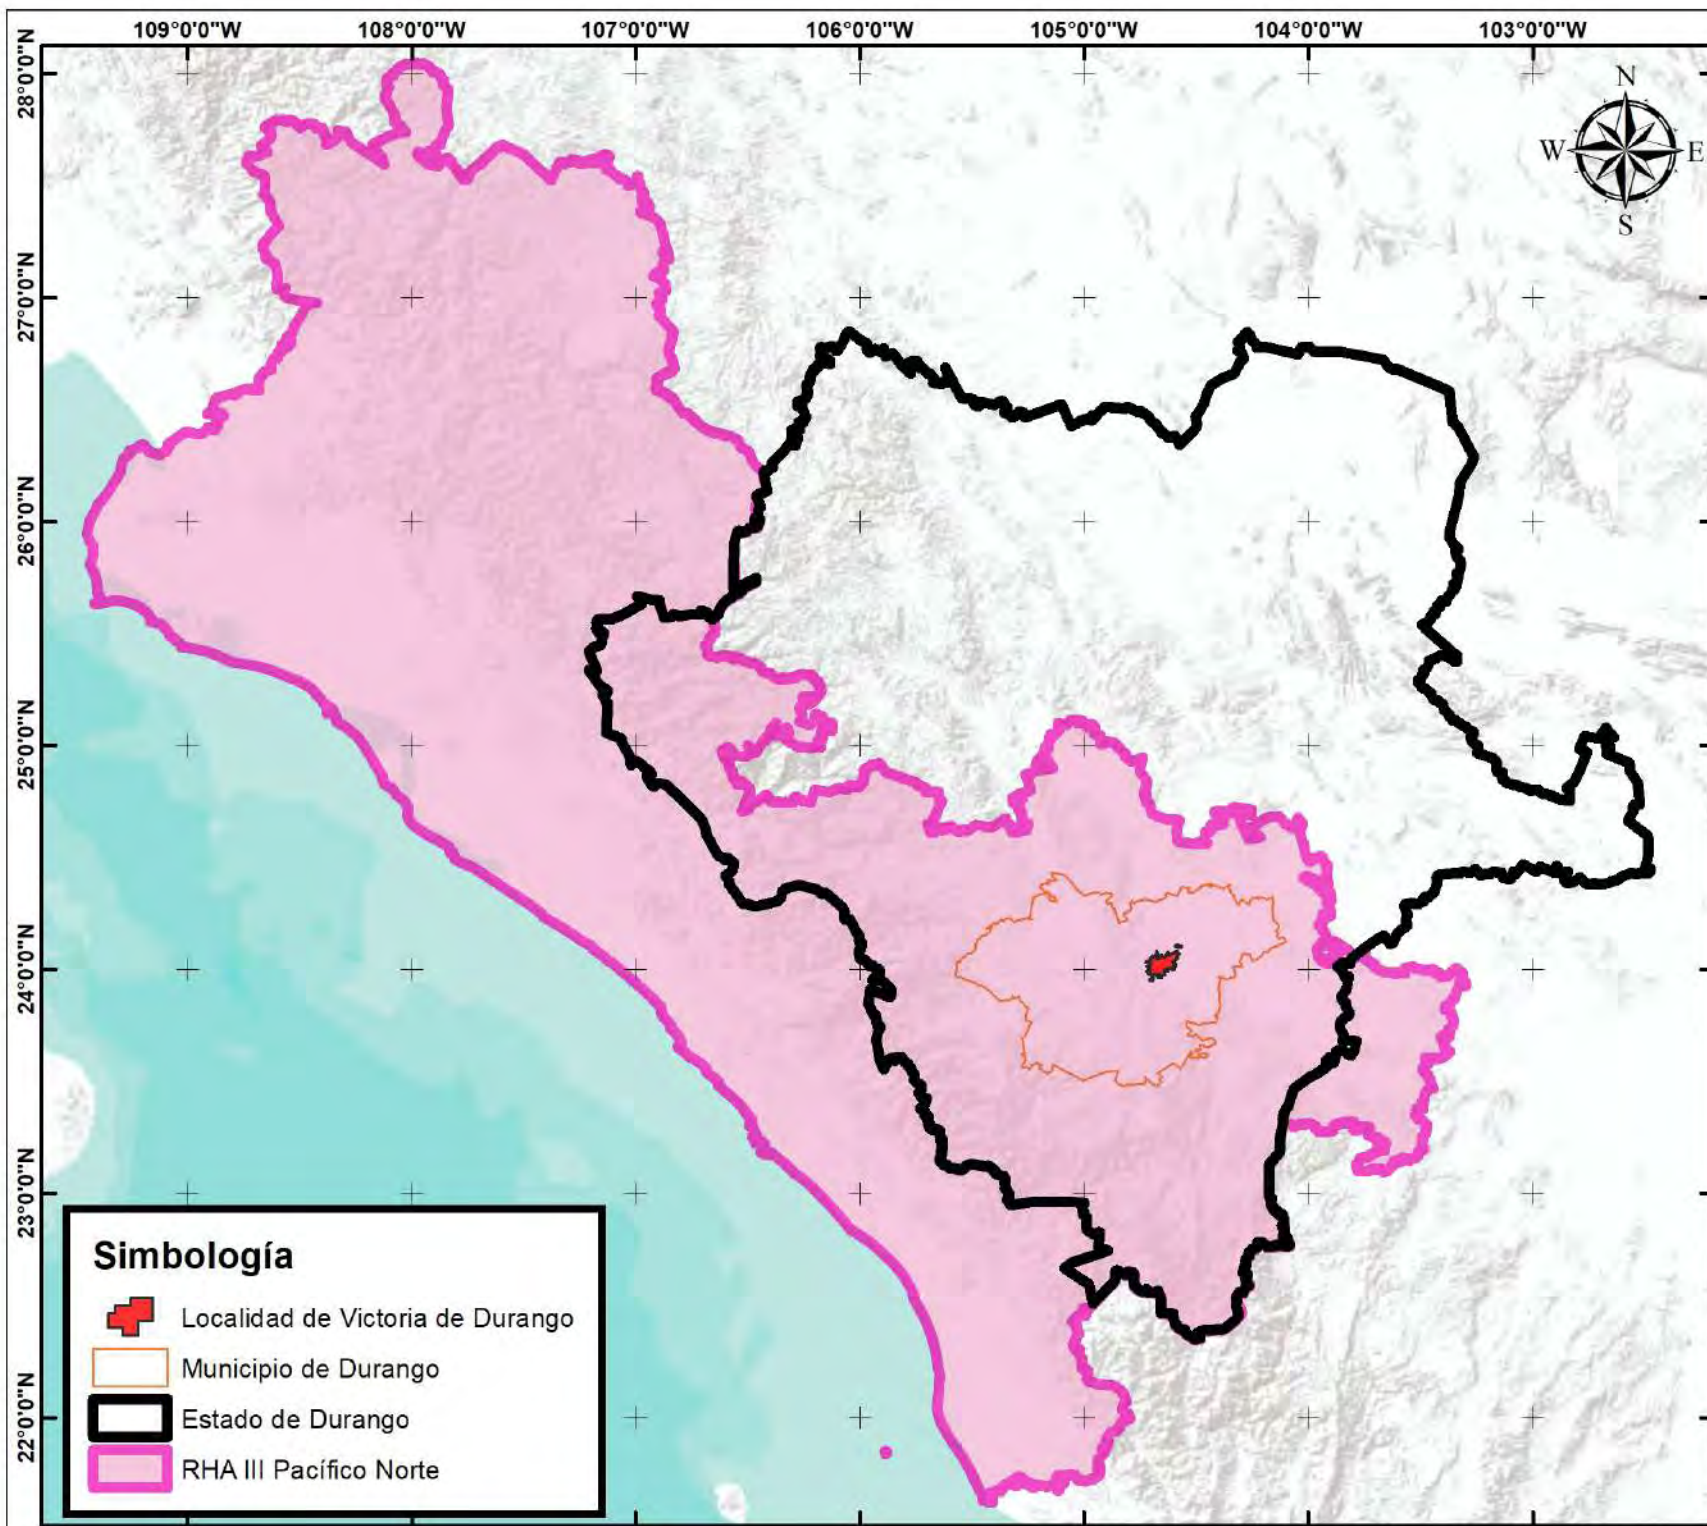 109°0'0"W 108°0'0"W 107°0'0"W 106°0'0"W 105°0'0"W 104°0'0"W 103°0'0"W
28°0'0"N
27°0'0"N
26°0'0"N
25°0'0"N
24°0'0"N
23°0'0"N
22°0'0"N
N
W E
S
Simbología
Localidad de Victoria de Durango
Municipio de Durango
Estado de Durango
RHA III Pacífico Norte